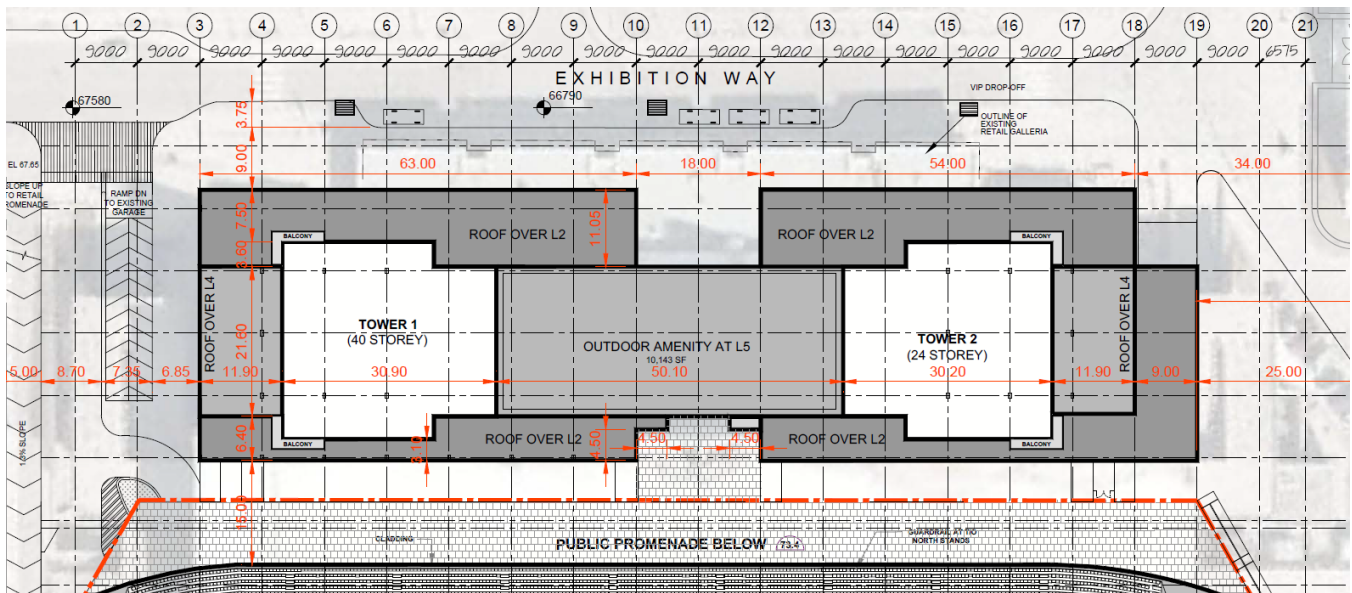 1 2 3 4 5 6 7 8 9 10 11 12 13 14 15 16 17 18 19 20 21
9000 9000 9000 9000 9000 9000 9000 9000 9000 9000 9000 9000 9000 9000 9000 9000 9000 9000 9000 6575
EXHIBITION WAY
VIP DROP-OFF
67580
66790
3.75
OUTLINE OF
EXISTING
RETAIL GALLERIA
9.00
EL 67.65
63.00
18.00
54.00
34.00
SLOPE UP
TO RETAIL
PROMENADE
RAMP DN
TO EXISTING
GARAGE
7.50
11.05
ROOF OVER L2
ROOF OVER L2
BALCONY
BALCONY
3.60
ROOF OVER L4
TOWER 1
(40 STOREY)
21.60
OUTDOOR AMENITY AT L5
10,143 SF
TOWER 2
(24 STOREY)
ROOF OVER L4
5.00
8.70
7.35
6.85
11.90
30.90
50.10
30.20
11.90
9.00
25.00
6.40
BALCONY
3.10
ROOF OVER L2
4.50
4.50
4.50
ROOF OVER L2
BALCONY
1.3% SLOPE
15.00
CLADDING
PUBLIC PROMENADE BELOW
73.4
GUARDRAIL AT T/O
NORTH STANDS